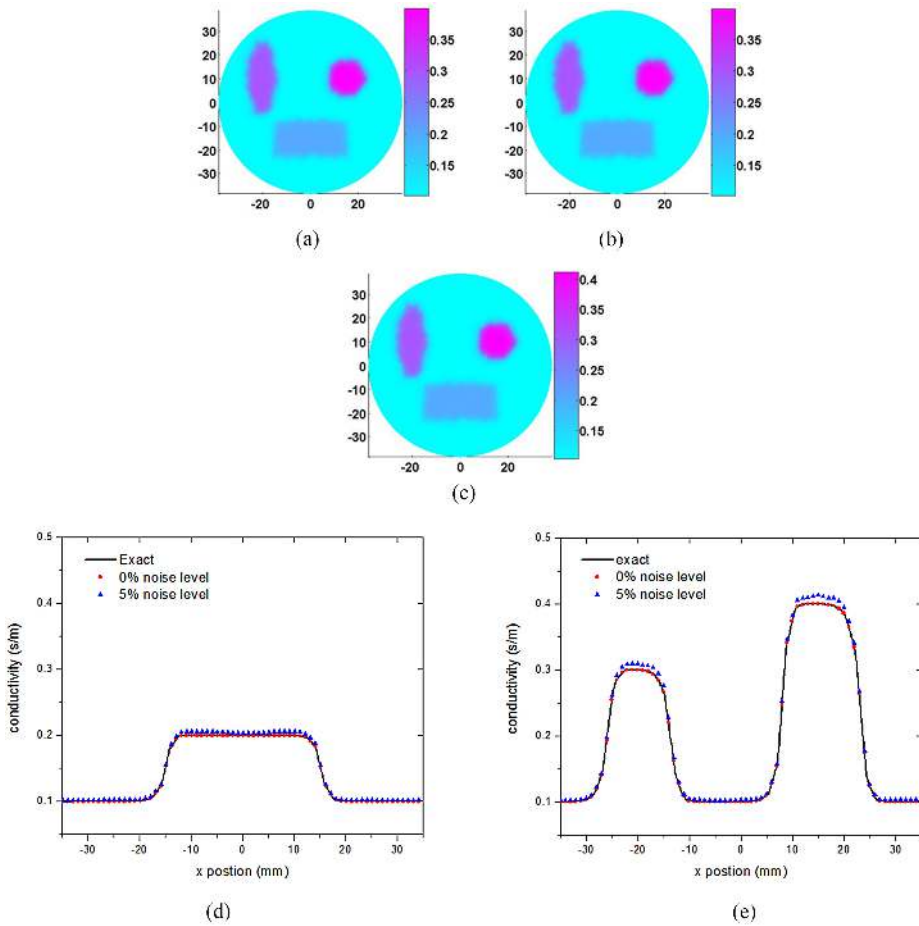 30
20
10
0
-10
-20
-30
-20 0 20
0.35
0.3
0.25
0.2
0.15
(a)
30
20
10
0
-10
-20
-30
-20 0 20
0.35
0.3
0.25
0.2
0.15
(b)
30
20
10
0
-10
-20
-30
-20 0 20
0.4
0.35
0.3
0.25
0.2
0.15
(c)
0.5
0.4
0.3
0.2
0.1
conductivity (s/m)
Exact
0% noise level
5% noise level
-30 -20 -10 0 10 20 30
x postion (mm)
(d)
0.5
0.4
0.3
0.2
0.1
conductivity (s/m)
exact
0% noise level
5% noise level
-30 -20 -10 0 10 20 30
x postion (mm)
(e)